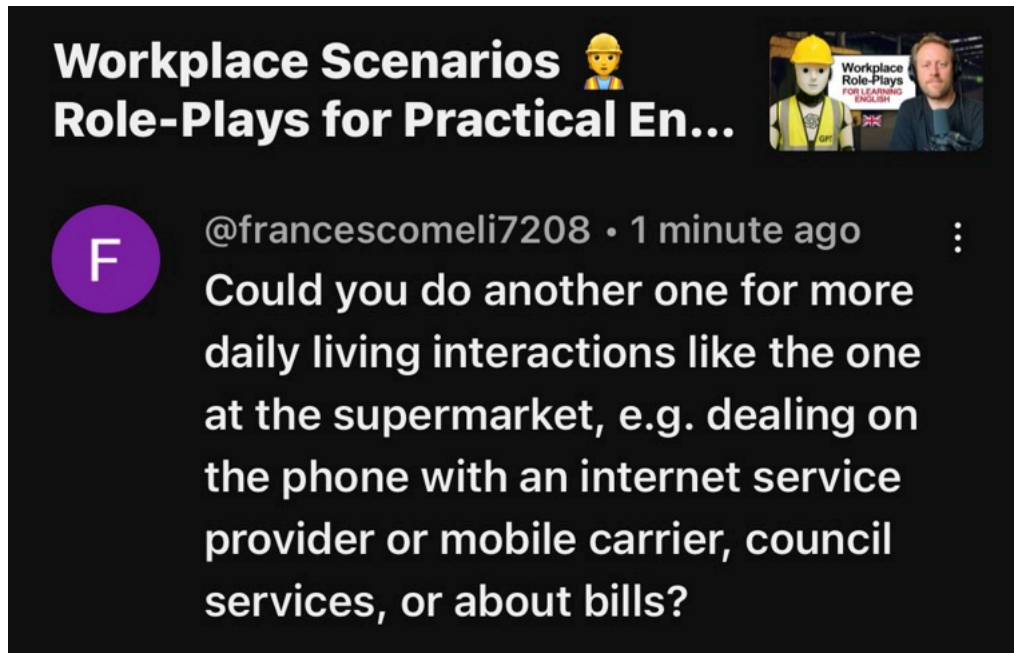 Workplace Scenarios 👷
Role-Plays for Practical En...
Workplace
Role-Plays
FOR LEARNING
ENGLISH
GPT
F
@francescomeli7208 • 1 minute ago
Could you do another one for more
daily living interactions like the one
at the supermarket, e.g. dealing on
the phone with an internet service
provider or mobile carrier, council
services, or about bills?